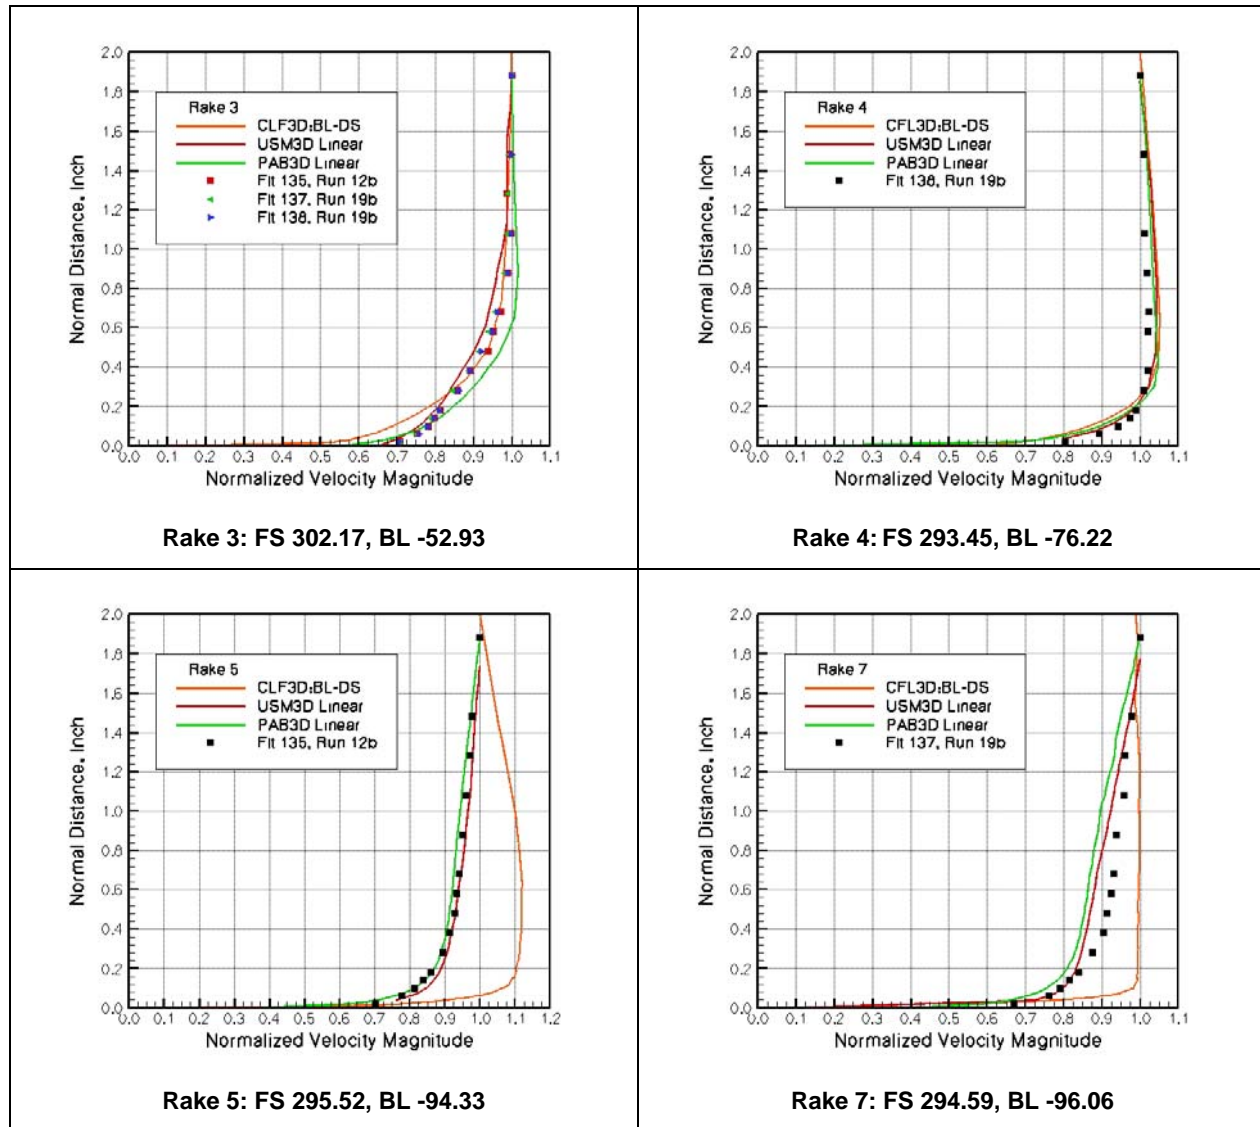 2.0
1.8
1.6
1.4
1.2
1.0
0.8
0.6
0.4
0.2
0.0
Normal Distance, Inch
Rake 3
CLF3D:BL-DS
USM3D Linear
PAB3D Linear
Flt 135, Run 12b
Flt 137, Run 19b
Flt 138, Run 19b
0.0 0.1 0.2 0.3 0.4 0.5 0.6 0.7 0.8 0.9 1.0 1.1
Normalized Velocity Magnitude
Rake 3: FS 302.17, BL -52.93
2.0
1.8
1.6
1.4
1.2
1.0
0.8
0.6
0.4
0.2
0.0
Normal Distance, Inch
Rake 4
CFL3D:BL-DS
USM3D Linear
PAB3D Linear
Flt 138, Run 19b
0.0 0.1 0.2 0.3 0.4 0.5 0.6 0.7 0.8 0.9 1.0 1.1
Normalized Velocity Magnitude
Rake 4: FS 293.45, BL -76.22
2.0
1.8
1.6
1.4
1.2
1.0
0.8
0.6
0.4
0.2
0.0
Normal Distance, Inch
Rake 5
CLF3D:BL-DS
USM3D Linear
PAB3D Linear
Flt 135, Run 12b
0.0 0.1 0.2 0.3 0.4 0.5 0.6 0.7 0.8 0.9 1.0 1.1 1.2
Normalized Velocity Magnitude
Rake 5: FS 295.52, BL -94.33
2.0
1.8
1.6
1.4
1.2
1.0
0.8
0.6
0.4
0.2
0.0
Normal Distance, Inch
Rake 7
CFL3D:BL-DS
USM3D Linear
PAB3D Linear
Flt 137, Run 19b
0.0 0.1 0.2 0.3 0.4 0.5 0.6 0.7 0.8 0.9 1.0 1.1
Normalized Velocity Magnitude
Rake 7: FS 294.59, BL -96.06